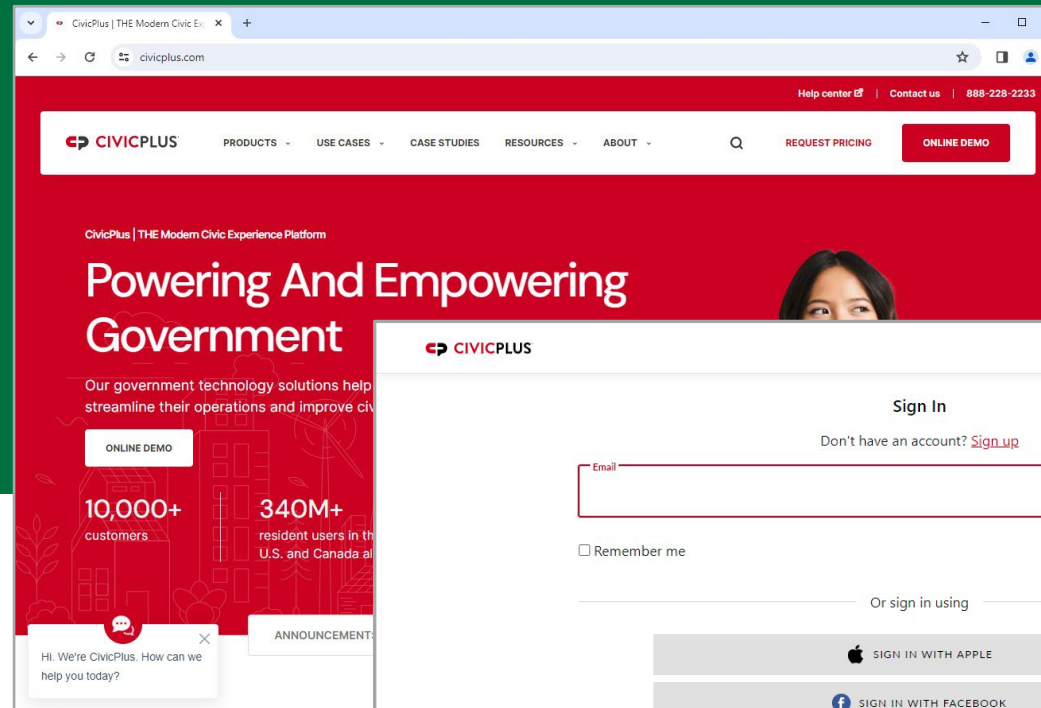 CivicPlus | THE Modern Civic Ex
civicplus.com
Help center | Contact us | 888-228-2233
CIVICPLUS PRODUCTS USE CASES CASE STUDIES RESOURCES ABOUT REQUEST PRICING ONLINE DEMO
CivicPlus | THE Modern Civic Experience Platform
Powering And Empowering
Government
Our government technology solutions help
streamline their operations and improve civ
ONLINE DEMO
10,000+
customers
340M+
resident users in th
U.S. and Canada al
ANNOUNCEMENTS
Hi. We're CivicPlus. How can we
help you today?
CIVICPLUS
Sign In
Don't have an account? Sign up
Email
Remember me
Or sign in using
SIGN IN WITH APPLE
SIGN IN WITH FACEBOOK